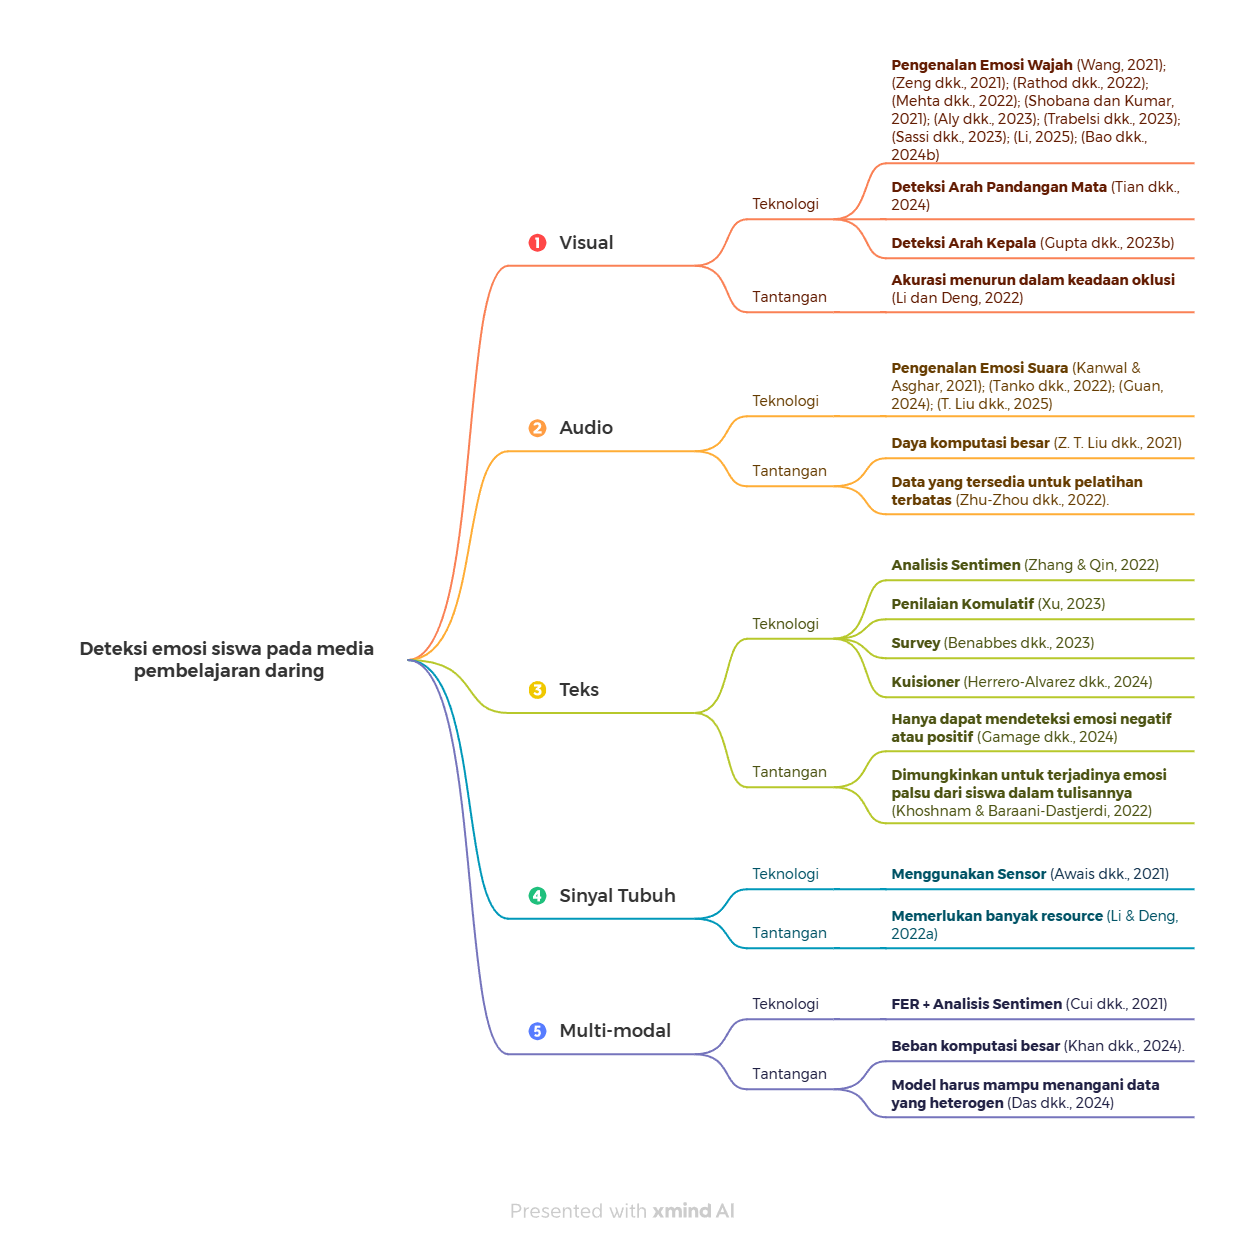 Deteksi emosi siswa pada media
pembelajaran daring
1 Visual
Teknologi
Pengenalan Emosi Wajah (Wang, 2021);
(Zeng dkk., 2021); (Rathod dkk., 2022);
(Mehta dkk., 2022); (Shobana dan Kumar,
2021); (Aly dkk., 2023); (Trabelsi dkk., 2023);
(Sassi dkk., 2023); (Li, 2025); (Bao dkk.,
2024b)
Deteksi Arah Pandangan Mata (Tian dkk.,
2024)
Deteksi Arah Kepala (Gupta dkk., 2023b)
Tantangan
Akurasi menurun dalam keadaan oklusi
(Li dan Deng, 2022)
2 Audio
Teknologi
Pengenalan Emosi Suara (Kanwal &
Asghar, 2021); (Tanko dkk., 2022); (Guan,
2024); (T. Liu dkk., 2025)
Tantangan
Daya komputasi besar (Z. T. Liu dkk., 2021)
Data yang tersedia untuk pelatihan
terbatas (Zhu-Zhou dkk., 2022).
3 Teks
Teknologi
Analisis Sentimen (Zhang & Qin, 2022)
Penilaian Komulatif (Xu, 2023)
Survey (Benabbes dkk., 2023)
Kuisioner (Herrero-Alvarez dkk., 2024)
Tantangan
Hanya dapat mendeteksi emosi negatif
atau positif (Gamage dkk., 2024)
Dimungkinkan untuk terjadinya emosi
palsu dari siswa dalam tulisannya
(Khoshnam & Baraani-Dastjerdi, 2022)
4 Sinyal Tubuh
Teknologi
Menggunakan Sensor (Awais dkk., 2021)
Tantangan
Memerlukan banyak resource (Li & Deng,
2022a)
5 Multi-modal
Teknologi
FER + Analisis Sentimen (Cui dkk., 2021)
Tantangan
Beban komputasi besar (Khan dkk., 2024).
Model harus mampu menangani data
yang heterogen (Das dkk., 2024)
Presented with xmind AI